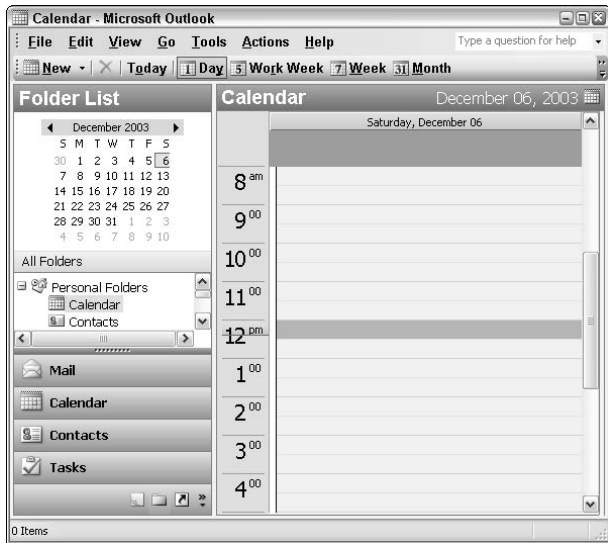 Calendar - Microsoft Outlook
File Edit View Go Tools Actions Help Type a question for help
New Today 1 Day 5 Work Week 7 Week 31 Month
Folder List
December 2003
S M T W T F S
30 1 2 3 4 5 6
7 8 9 10 11 12 13
14 15 16 17 18 19 20
21 22 23 24 25 26 27
28 29 30 31 1 2 3
4 5 6 7 8 9 10
All Folders
Personal Folders
Calendar
Contacts
Mail
Calendar
Contacts
Tasks
Calendar December 06, 2003
Saturday, December 06
8 am
9 00
10 00
11 00
12 pm
1 00
2 00
3 00
4 00
0 Items